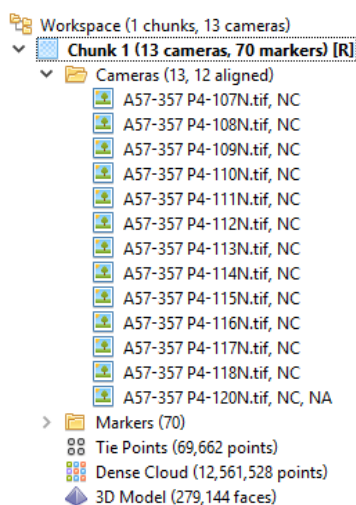 Workspace (1 chunks, 13 cameras)
Chunk 1 (13 cameras, 70 markers) [R]
Cameras (13, 12 aligned)
A57-357 P4-107N.tif, NC
A57-357 P4-108N.tif, NC
A57-357 P4-109N.tif, NC
A57-357 P4-110N.tif, NC
A57-357 P4-111N.tif, NC
A57-357 P4-112N.tif, NC
A57-357 P4-113N.tif, NC
A57-357 P4-114N.tif, NC
A57-357 P4-115N.tif, NC
A57-357 P4-116N.tif, NC
A57-357 P4-117N.tif, NC
A57-357 P4-118N.tif, NC
A57-357 P4-120N.tif, NC, NA
Markers (70)
Tie Points (69,662 points)
Dense Cloud (12,561,528 points)
3D Model (279,144 faces)